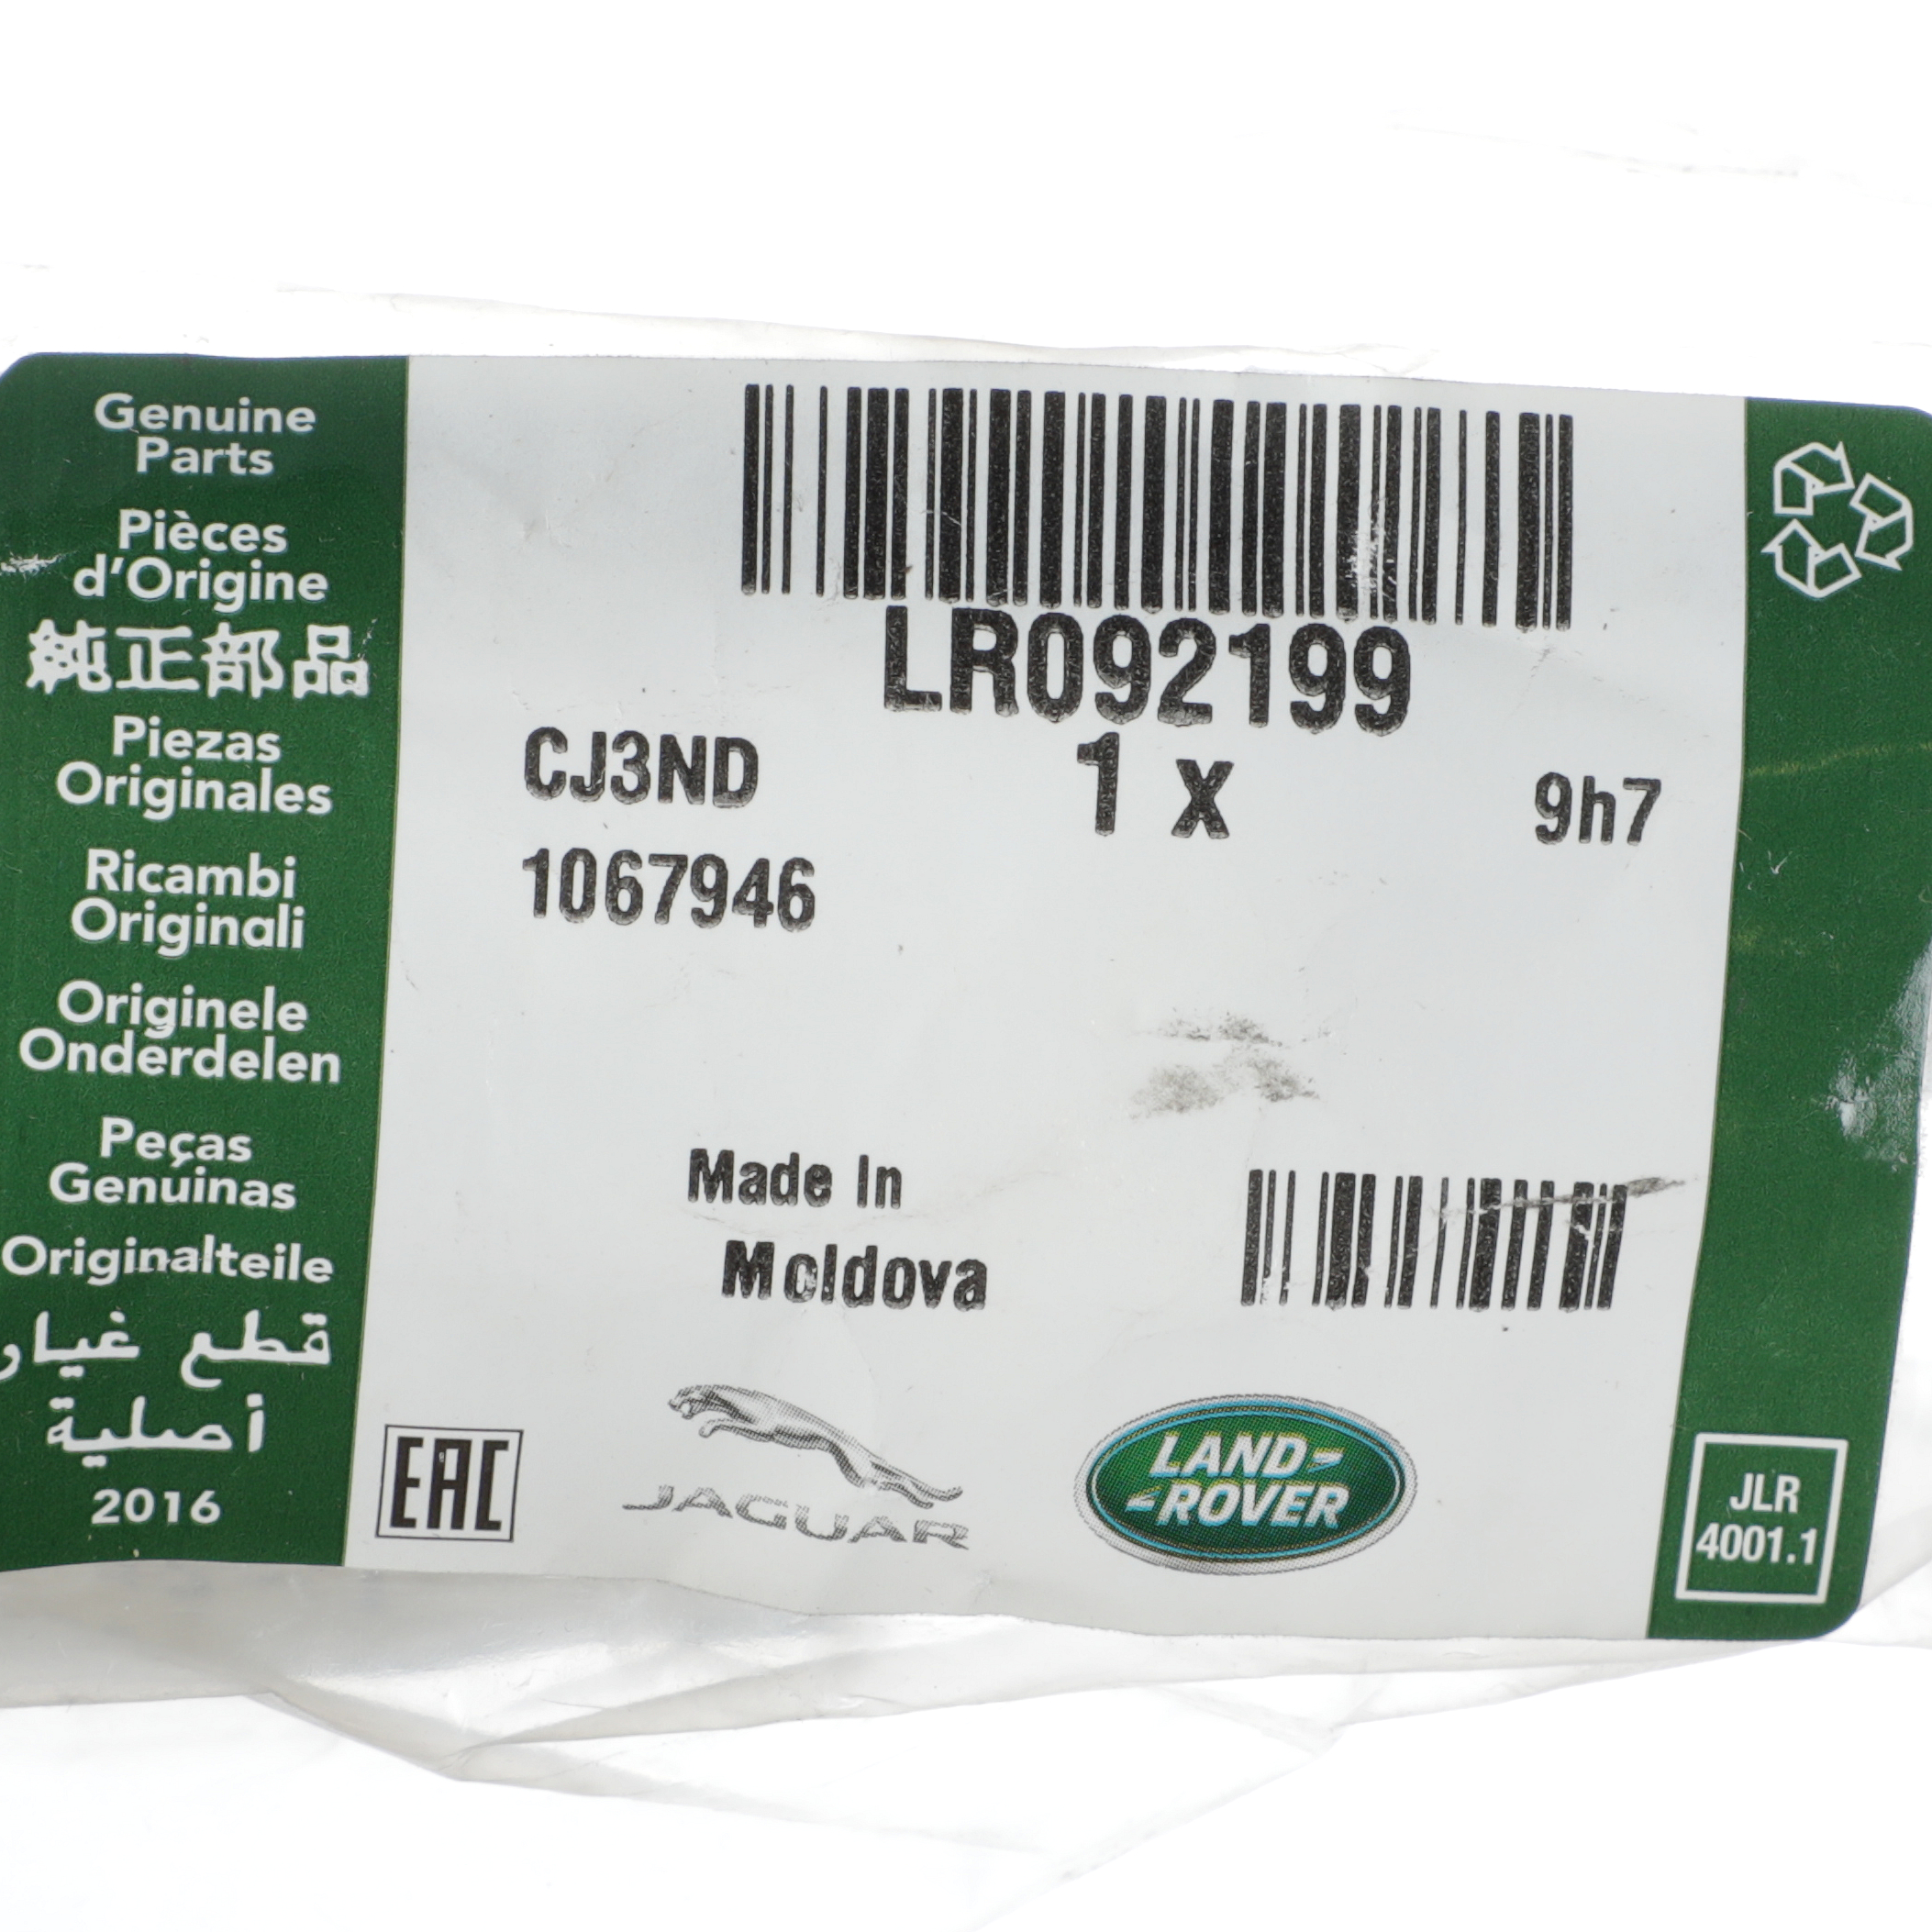 Genuine
Parts
Pièces
d'Origine
純正部品
Piezas
Originales
Ricambi
Originali
Originele
Onderdelen
Peças
Genuinas
Originalteile
قطع غيار
أصلية
2016
LR092199
CJ3ND
1 x
9h7
1067946
Made In
Moldova
EAC
JAGUAR
LAND-
-ROVER
JLR
4001.1